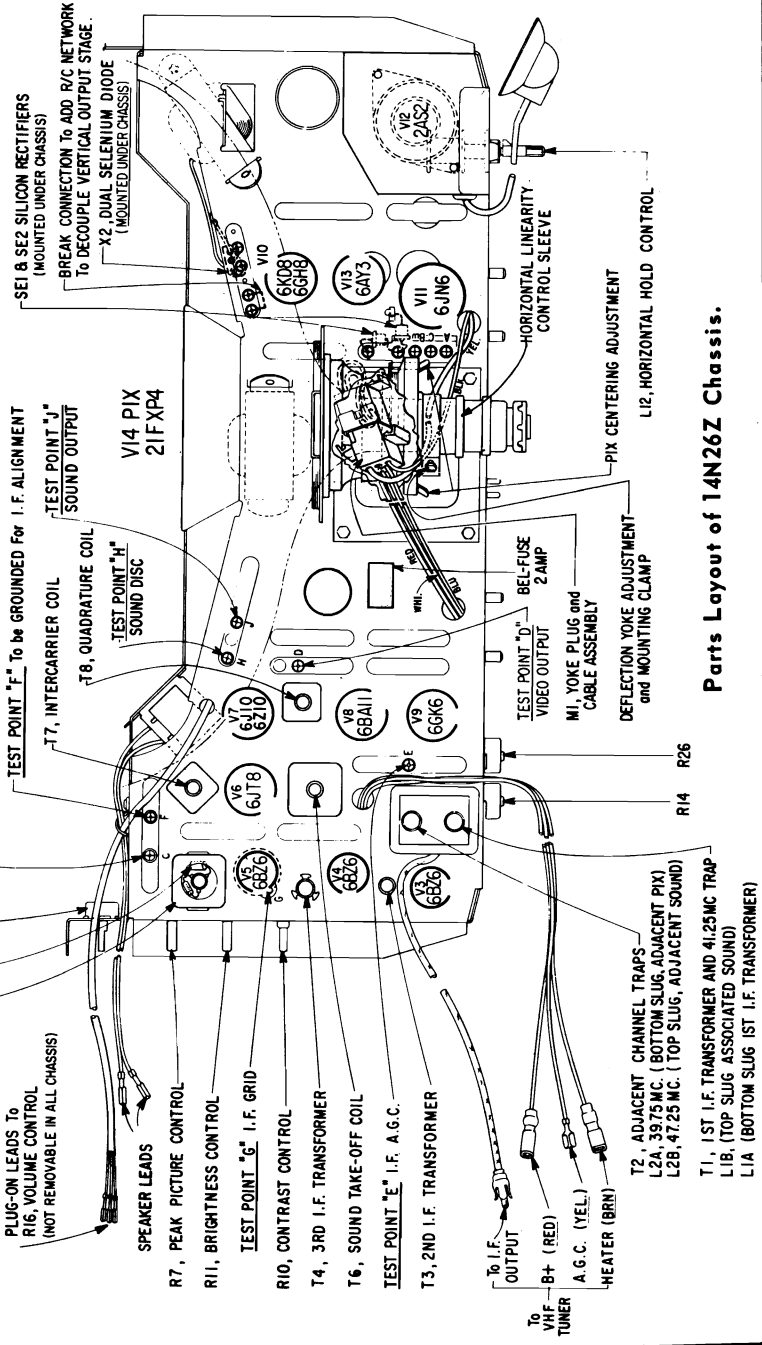 PLUG-ON LEADS To
R16, VOLUME CONTROL
(NOT REMOVABLE IN ALL CHASSIS)
SPEAKER LEADS
R7, PEAK PICTURE CONTROL
R11, BRIGHTNESS CONTROL
TEST POINT "G" I.F. GRID
R10, CONTRAST CONTROL
T4, 3RD I.F. TRANSFORMER
T6, SOUND TAKE-OFF COIL
TEST POINT "E" I.F. A.G.C.
T3, 2ND I.F. TRANSFORMER
To
VHF
TUNER
To I.F.
OUTPUT
B+ (RED)
A.G.C. (YEL.)
HEATER (BRN)
T2, ADJACENT CHANNEL TRAPS
L2A, 39.75 MC. (BOTTOM SLUG, ADJACENT PIX)
L2B, 47.25 MC. (TOP SLUG, ADJACENT SOUND)
T1, 1ST I.F. TRANSFORMER AND 41.25MC TRAP
L1B, (TOP SLUG ASSOCIATED SOUND)
L1A (BOTTOM SLUG 1ST I.F. TRANSFORMER)
TEST POINT "F" To be GROUNDED For I.F. ALIGNMENT
T7, INTERCARRIER COIL
T8, QUADRATURE COIL
TEST POINT "H"
SOUND DISC
TEST POINT "J"
SOUND OUTPUT
V14 PIX
21FXP4
SE1 & SE2 SILICON RECTIFIERS
(MOUNTED UNDER CHASSIS)
BREAK CONNECTION To ADD R/C NETWORK
To DECOUPLE VERTICAL OUTPUT STAGE.
X2, DUAL SELENIUM DIODE
(MOUNTED UNDER CHASSIS)
C
F
H
J
G
D
E
V5
6BZ6
V4
6BZ6
V3
6BZ6
V6
6JT8
V7
6J10
6Z10
V8
6BA11
V9
6GK6
V10
6KD8
6GH8
V13
6AY3
V11
6JN6
V12
2AS2
A-C B+
RED
WHI.
BLU
BLK
YEL.
R14
R26
TEST POINT "D"
VIDEO OUTPUT
M1, YOKE PLUG and
CABLE ASSEMBLY
BEL-FUSE
2 AMP
DEFLECTION YOKE ADJUSTMENT
and MOUNTING CLAMP
PIX CENTERING ADJUSTMENT
HORIZONTAL LINEARITY
CONTROL SLEEVE
L12, HORIZONTAL HOLD CONTROL
Parts Layout of 14N26Z Chassis.